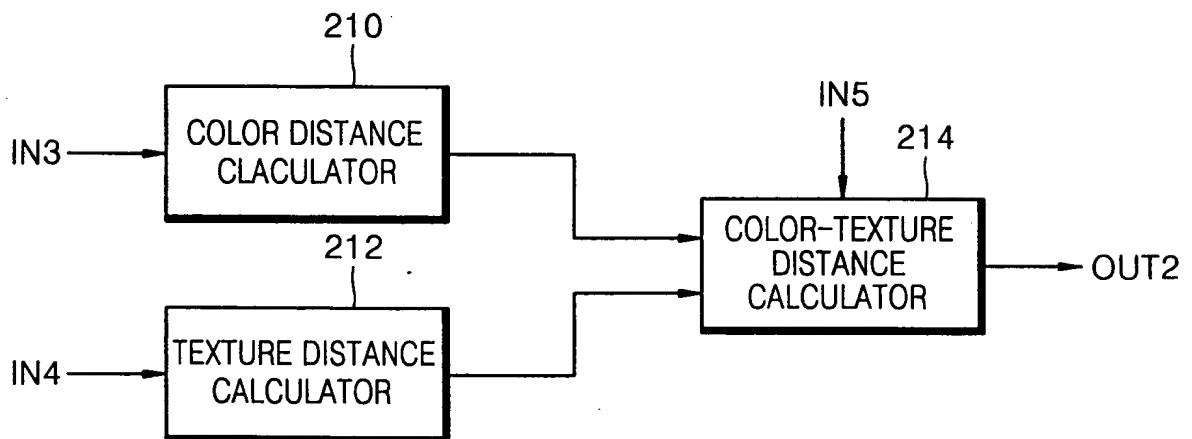 210
IN3
COLOR DISTANCE
CLACULATOR
IN5
214
COLOR-TEXTURE
DISTANCE
CALCULATOR
OUT2
212
IN4
TEXTURE DISTANCE
CALCULATOR